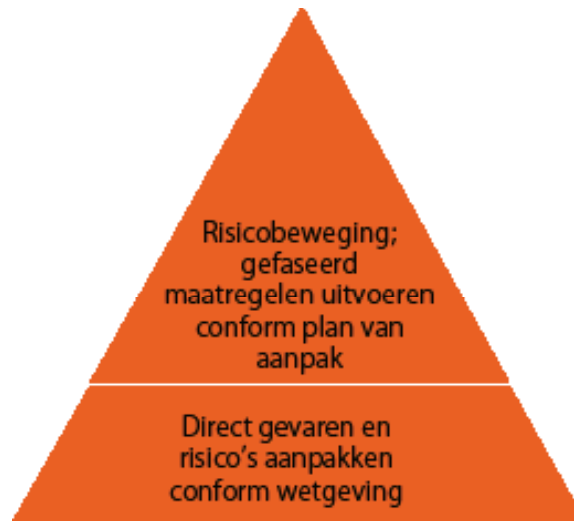 Risicobeweging;
gefaseerd
maatregelen uitvoeren
conform plan van
aanpak
Direct gevaren en
risico's aanpakken
conform wetgeving